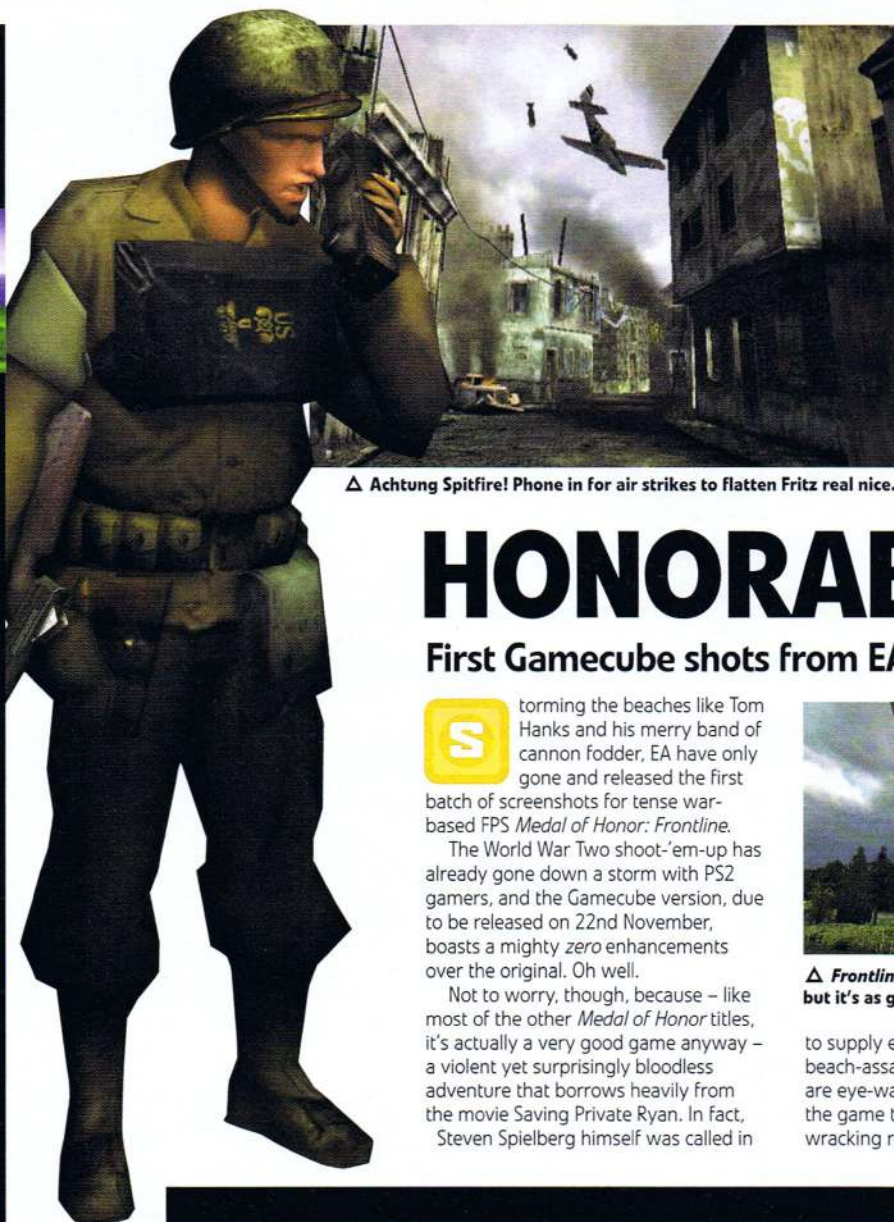 △ Achtung Spitfire! Phone in for air strikes to flatten Fritz real nice.
HONORA
First Gamecube shots from EA
S
torming the beaches like Tom
Hanks and his merry band of
cannon fodder, EA have only
gone and released the first
batch of screenshots for tense war-
based FPS Medal of Honor: Frontline.
The World War Two shoot-'em-up has
already gone down a storm with PS2
gamers, and the Gamecube version, due
to be released on 22nd November,
boasts a mighty zero enhancements
over the original. Oh well.
Not to worry, though, because – like
most of the other Medal of Honor titles,
it's actually a very good game anyway –
a violent yet surprisingly bloodless
adventure that borrows heavily from
the movie Saving Private Ryan. In fact,
Steven Spielberg himself was called in
△ Frontlin
but it's as g
to supply e
beach-assa
are eye-wa
the game t
wracking r
US